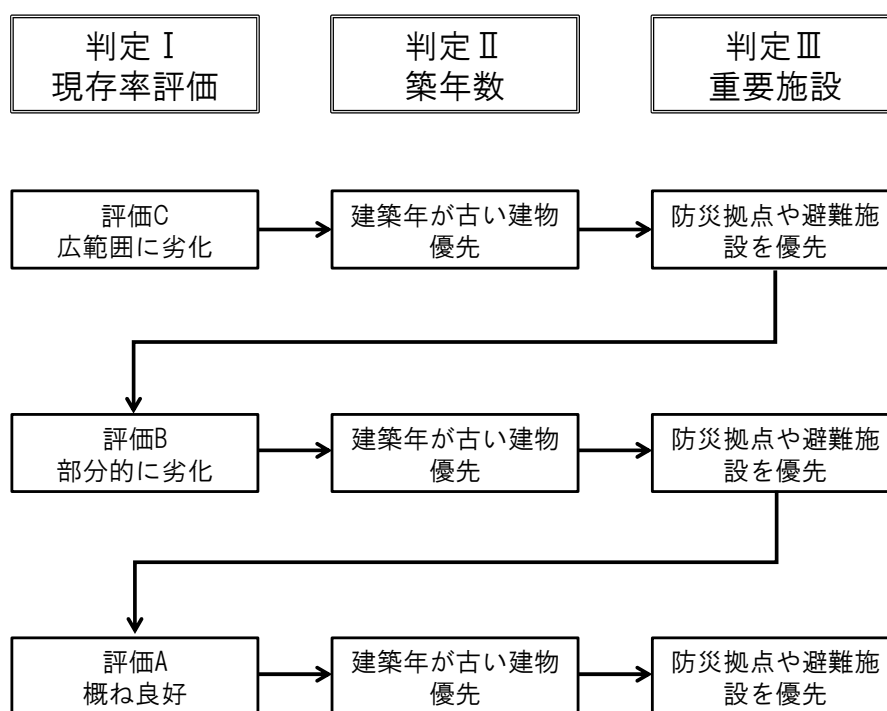 判定Ⅰ
現存率評価
判定Ⅱ
築年数
判定Ⅲ
重要施設
評価C
広範囲に劣化
建築年が古い建物
優先
防災拠点や避難施
設を優先
評価B
部分的に劣化
建築年が古い建物
優先
防災拠点や避難施
設を優先
評価A
概ね良好
建築年が古い建物
優先
防災拠点や避難施
設を優先